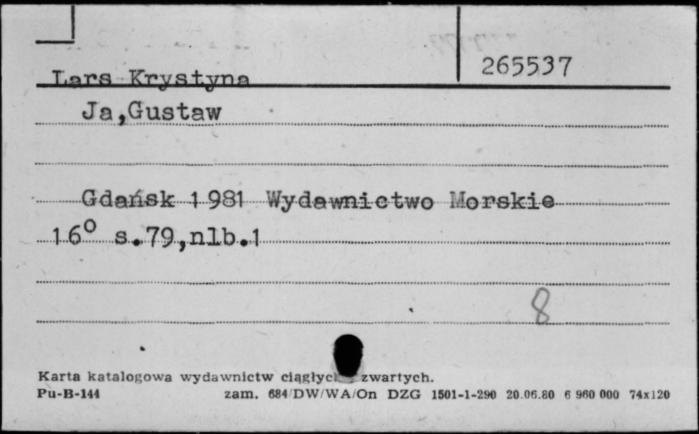 265537
Lars Krystyna
Ja,Gustaw
Gdańsk 1981 Wydawnictwo Morskie
16° s.79,nlb.1
8
Karta katalogowa wydawnictw ciągłych zwartych.
Pu-B-144 zam. 684/DW/WA/On DZG 1501-1-290 20.06.80 6 960 000 74x120